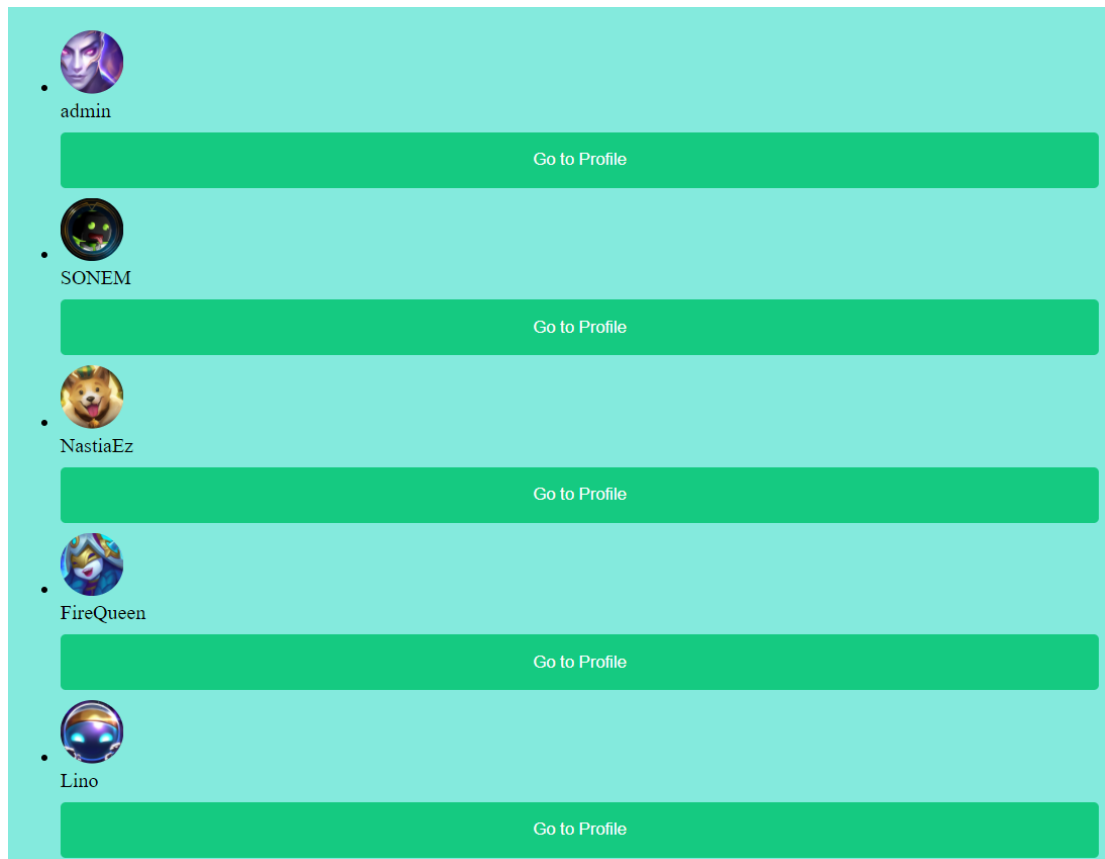 admin
Go to Profile
SONEM
Go to Profile
NastiaEz
Go to Profile
FireQueen
Go to Profile
Lino
Go to Profile